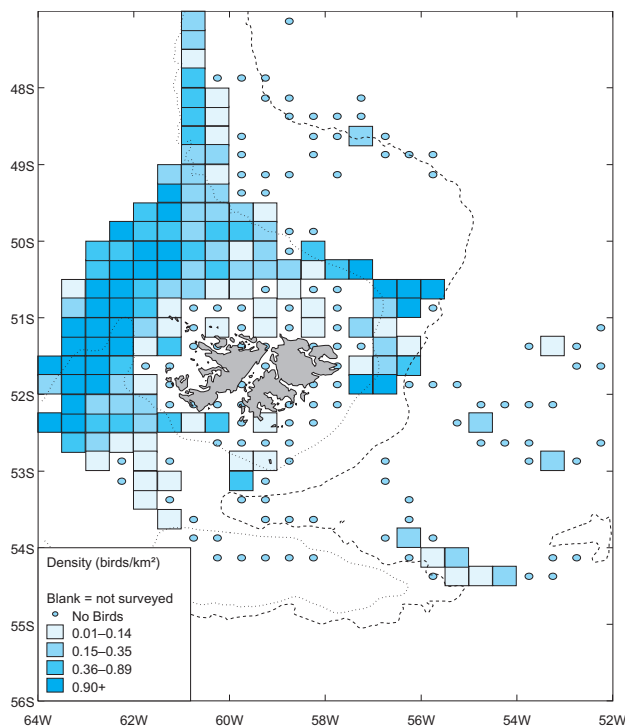 48S
49S
50S
51S
52S
53S
54S
55S
56S
Density (birds/km²)
Blank = not surveyed
No Birds
0.01–0.14
0.15–0.35
0.36–0.89
0.90+
64W
62W
60W
58W
56W
54W
52W